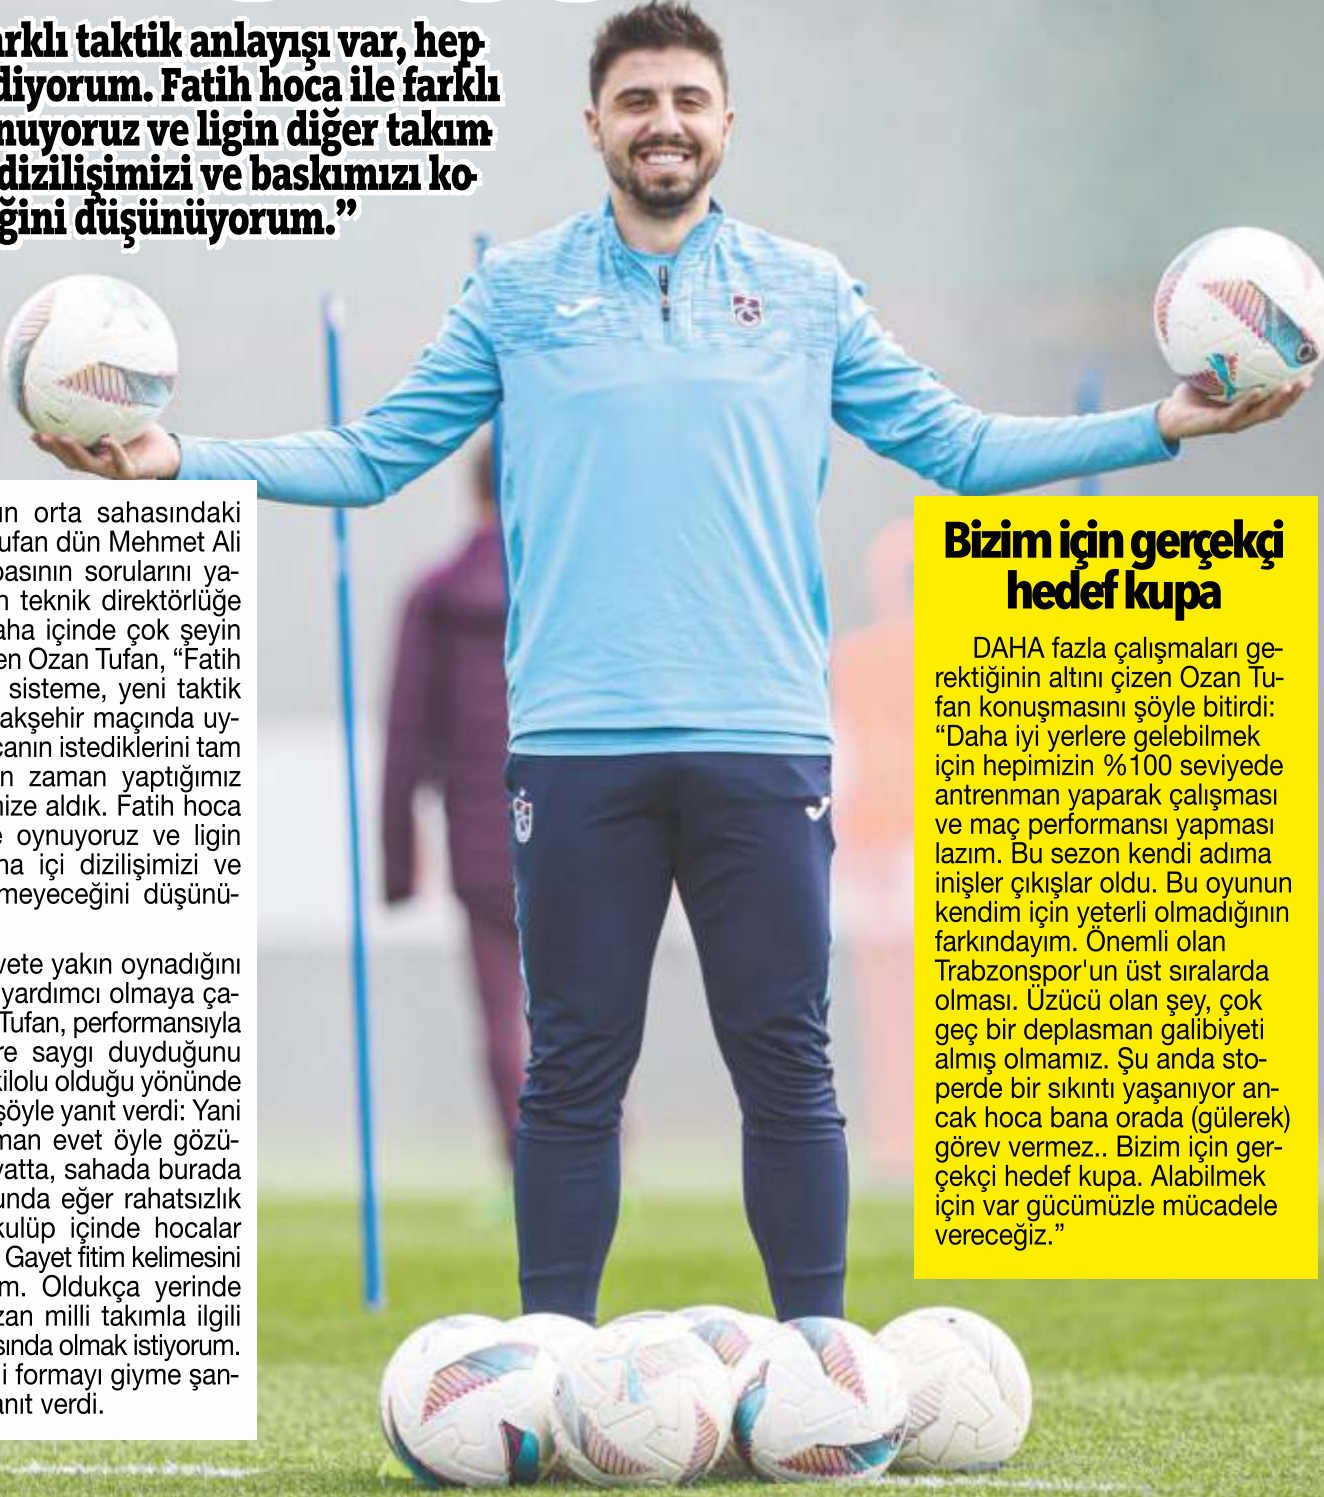 arklı taktik anlayışı var, hep-
diyorum. Fatih hoca ile farklı
nuyoruz ve ligin diğer takım-
dizilişimizi ve baskımızı ko-
ğini düşünüyorum.”
ın orta sahasındaki
ufan dün Mehmet Ali
basının sorularını ya-
n teknik direktörlüğe
aha içinde çok şeyin
en Ozan Tufan, “Fatih
sisteme, yeni taktik
akşehir maçında uy-
canın istediklerini tam
n zaman yaptığımız
mize aldık. Fatih hoca
e oynuyoruz ve ligin
ha içi dizilişimizi ve
meyeceğini düşünü-
vete yakın oynadığını
yardımcı olmaya ça-
Tufan, performansıyla
re saygı duyduğunu
kilolu olduğu yönünde
şöyle yanıt verdi: Yani
man evet öyle gözü-
yatta, sahada burada
unda eğer rahatsızlık
kulüp içinde hocalar
Gayet fitim kelimesini
m. Oldukça yerinde
zan milli takımla ilgili
sında olmak istiyorum.
i formayı giyme şan-
anıt verdi.
Bizim için gerçekçi
hedef kupa
DAHA fazla çalışmaları ge-
rektiğinin altını çizen Ozan Tu-
fan konuşmasını şöyle bitirdi:
“Daha iyi yerlere gelebilmek
için hepimizin %100 seviyede
antrenman yaparak çalışması
ve maç performansı yapması
lazım. Bu sezon kendi adıma
inişler çıkışlar oldu. Bu oyunun
kendim için yeterli olmadığının
farkındayım. Önemli olan
Trabzonspor'un üst sıralarda
olması. Üzücü olan şey, çok
geç bir deplasman galibiyeti
almış olmamız. Şu anda sto-
perde bir sıkıntı yaşanıyor an-
cak hoca bana orada (gülerek)
görev vermez.. Bizim için ger-
çekçi hedef kupa. Alabilmek
için var gücümüzle mücadele
vereceğiz.”